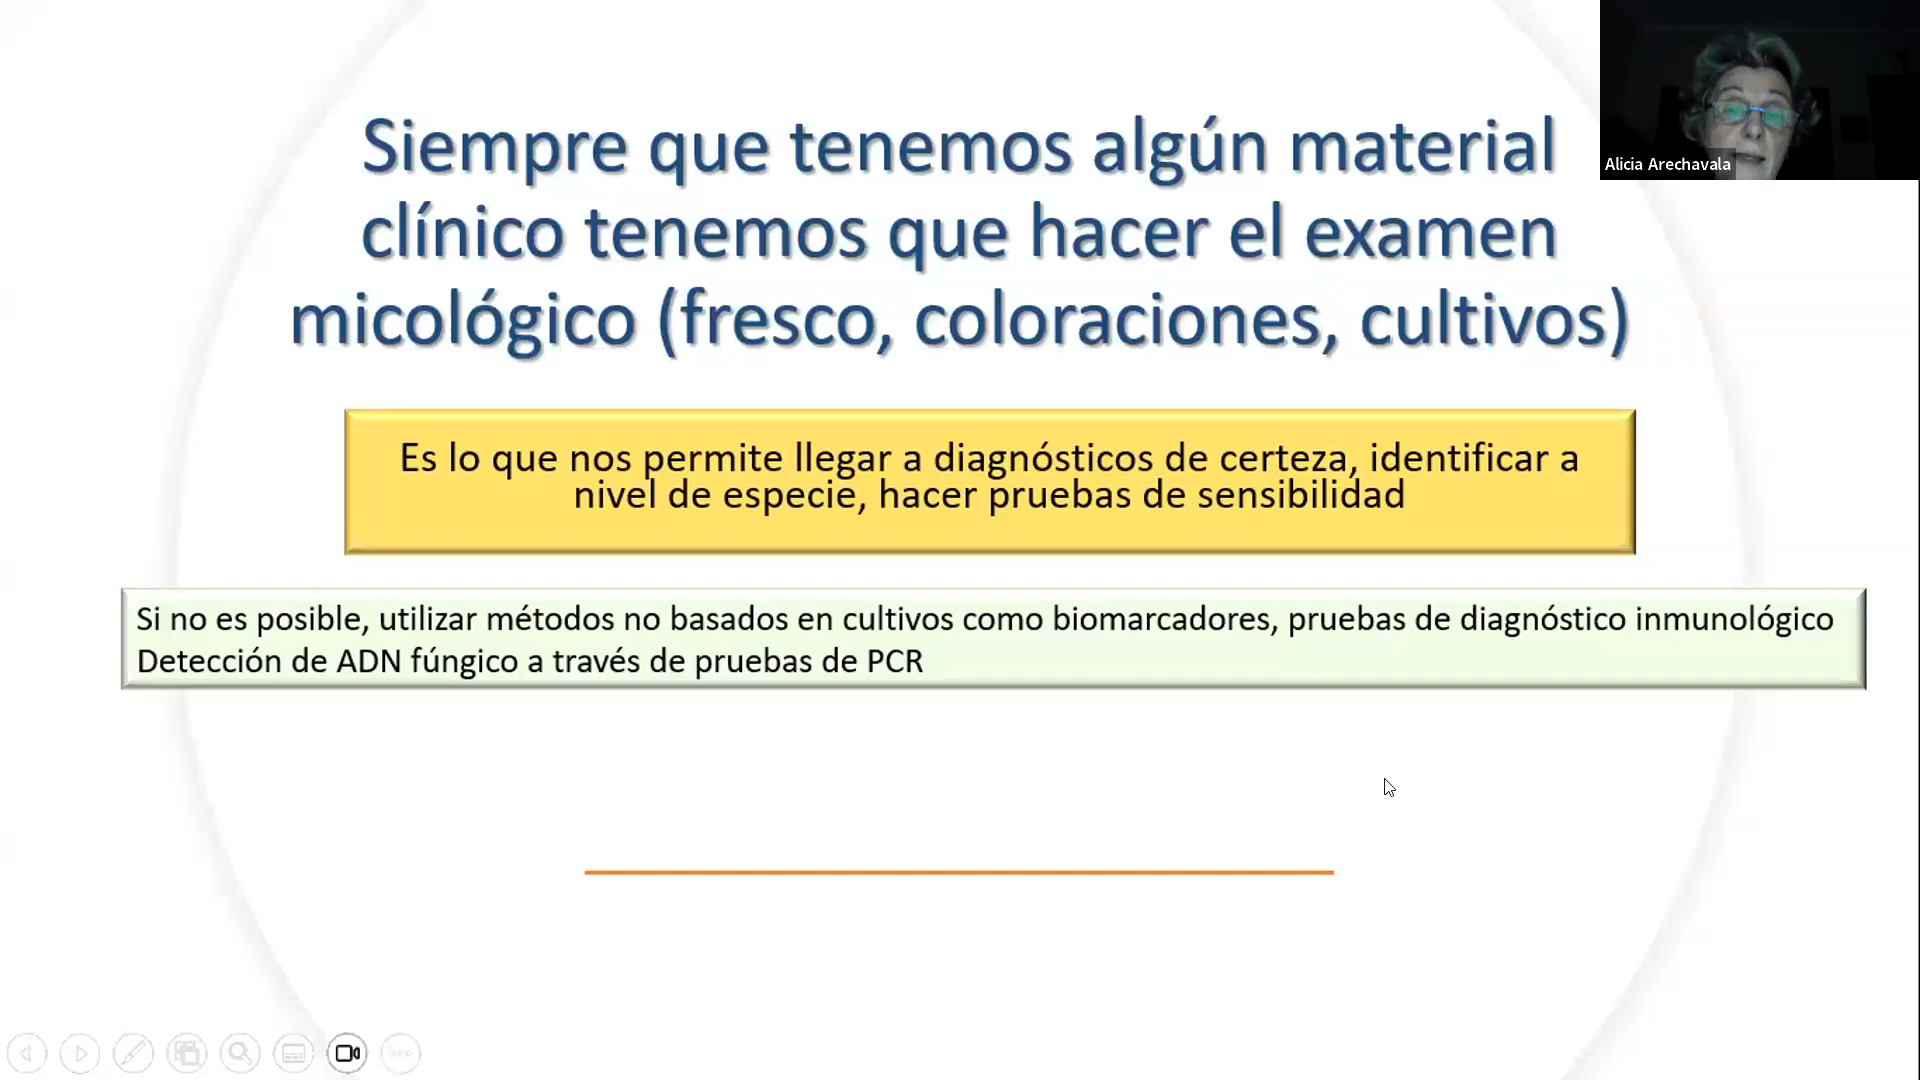 Siempre que tenemos algún material
clínico tenemos que hacer el examen
micológico (fresco, coloraciones, cultivos)
Alicia Arechavala
Es lo que nos permite llegar a diagnósticos de certeza, identificar a
nivel de especie, hacer pruebas de sensibilidad
Si no es posible, utilizar métodos no basados en cultivos como biomarcadores, pruebas de diagnóstico inmunológico
Detección de ADN fúngico a través de pruebas de PCR